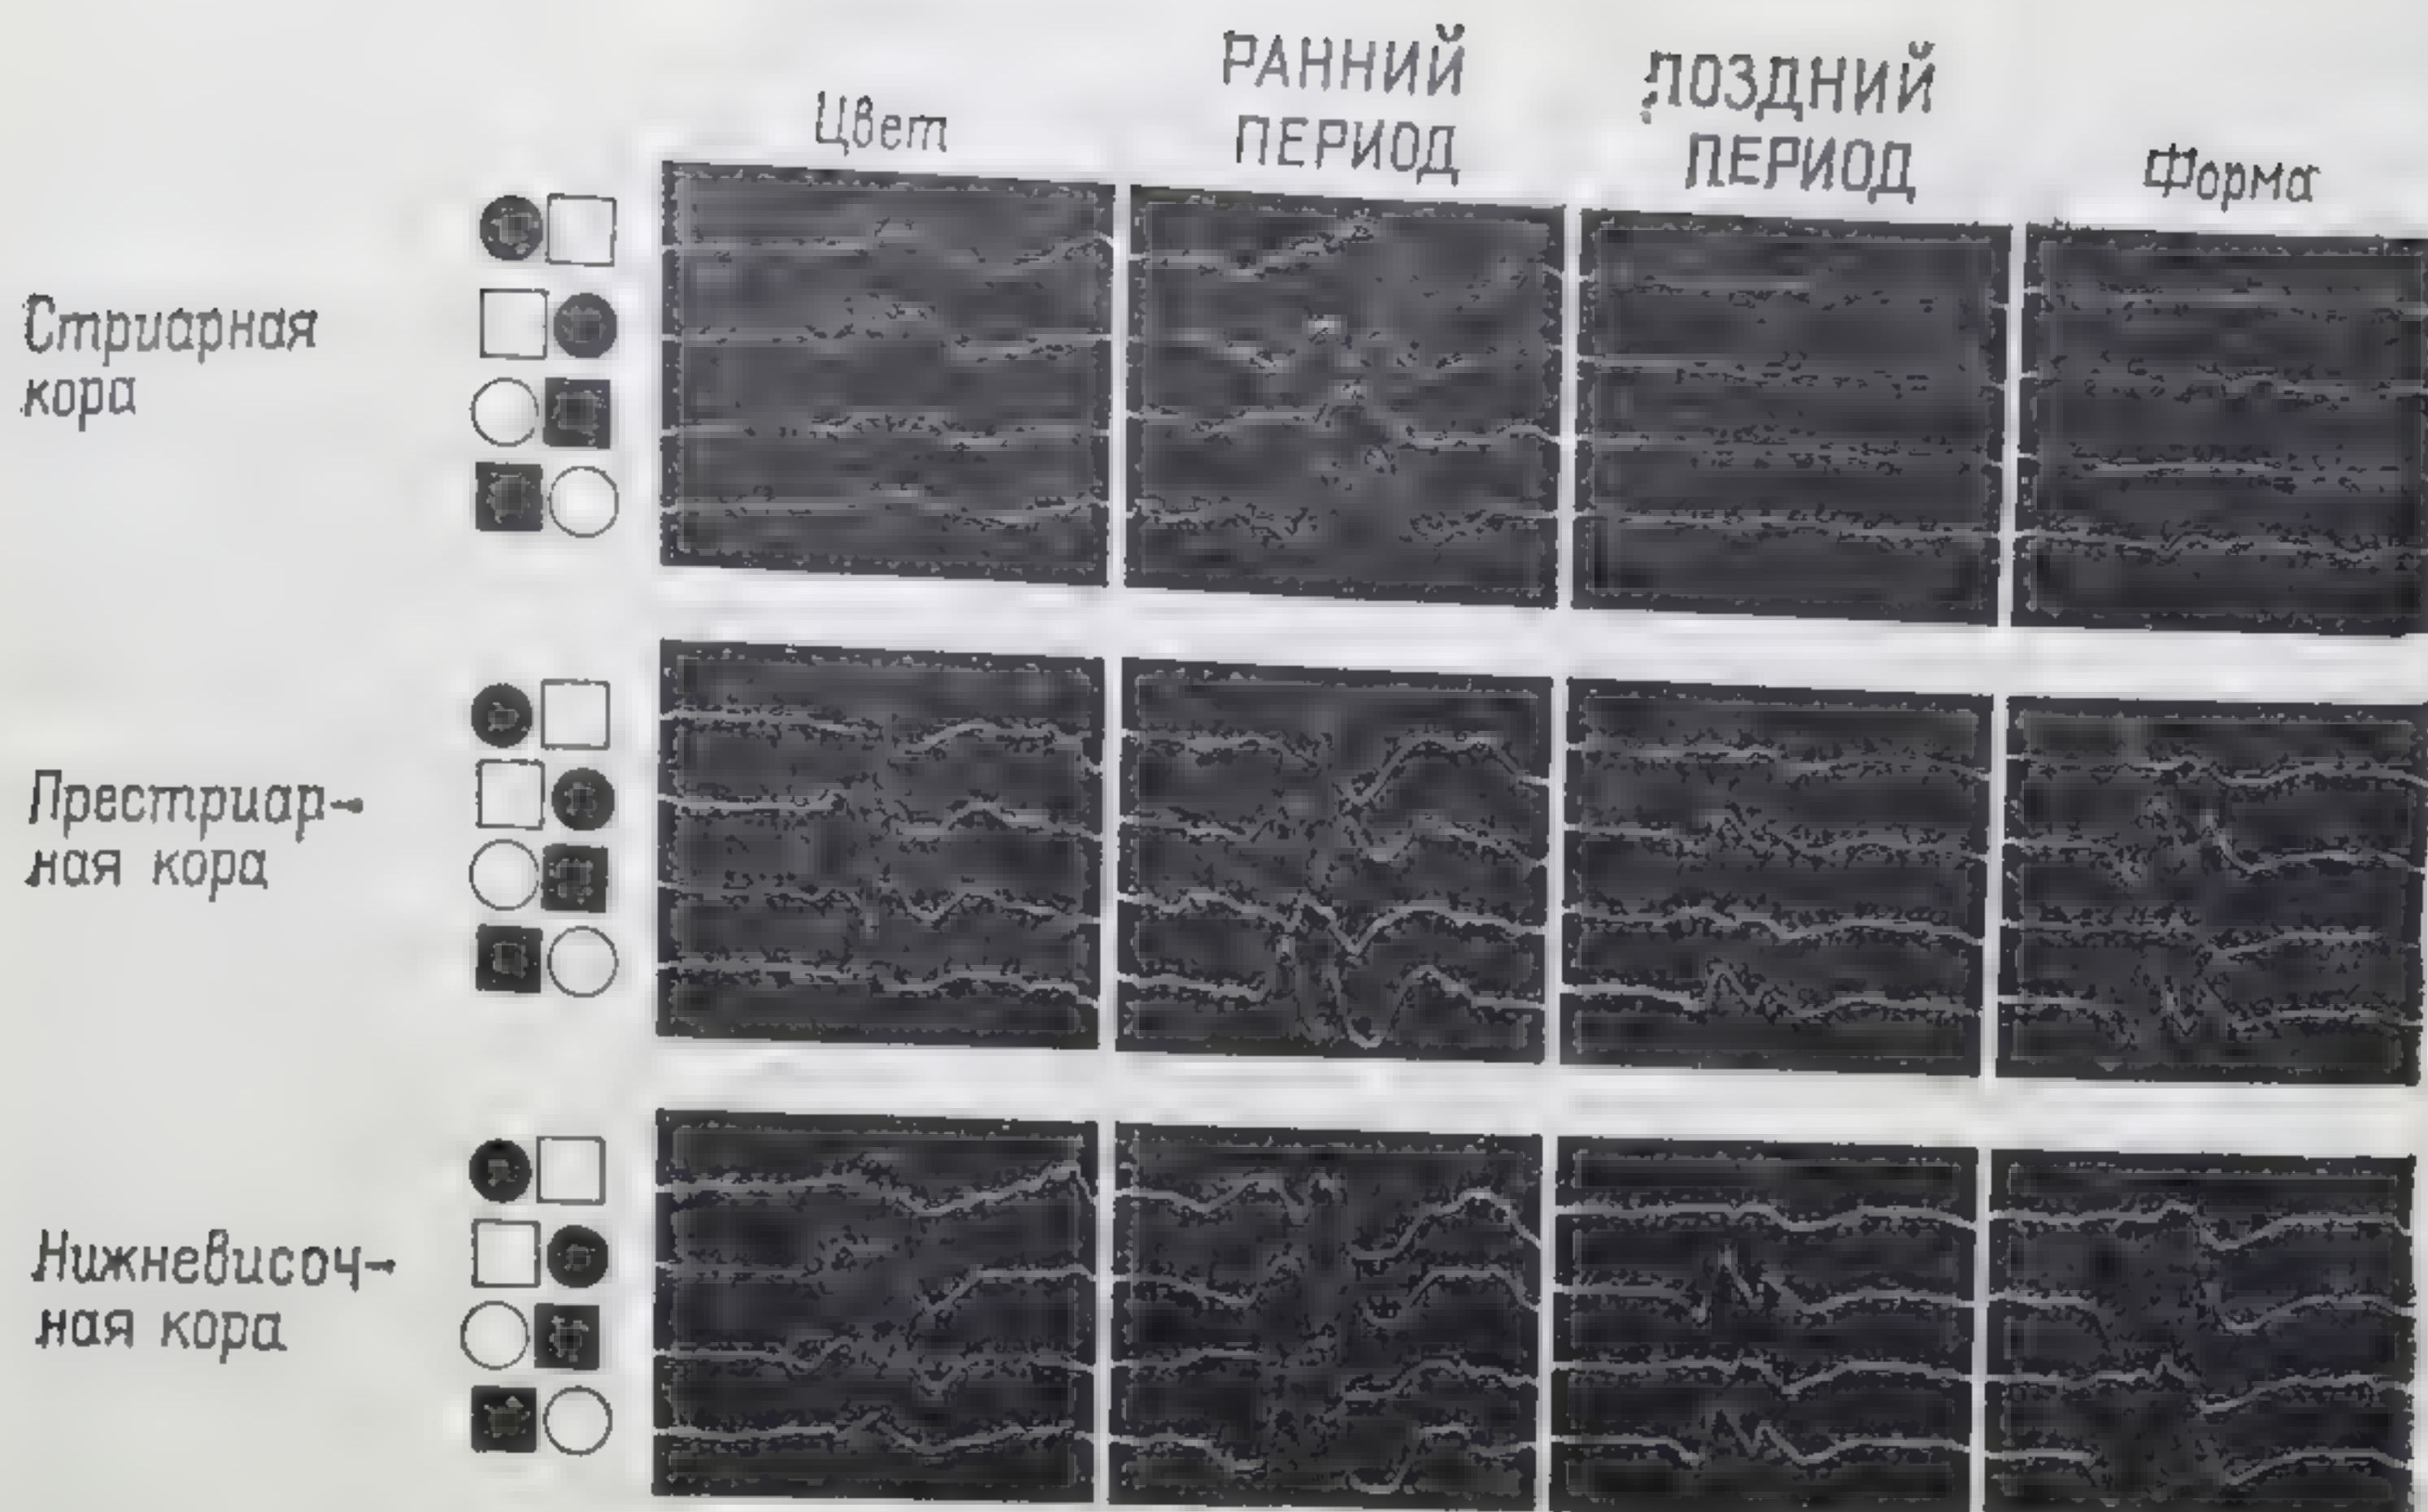 РАННИЙ
ПЕРИОД
ПОЗДНИЙ
ПЕРИОД
Цвет
Форма
Стриарная
кора
Престриар-
ная кора
Нижневисоч-
ная кора